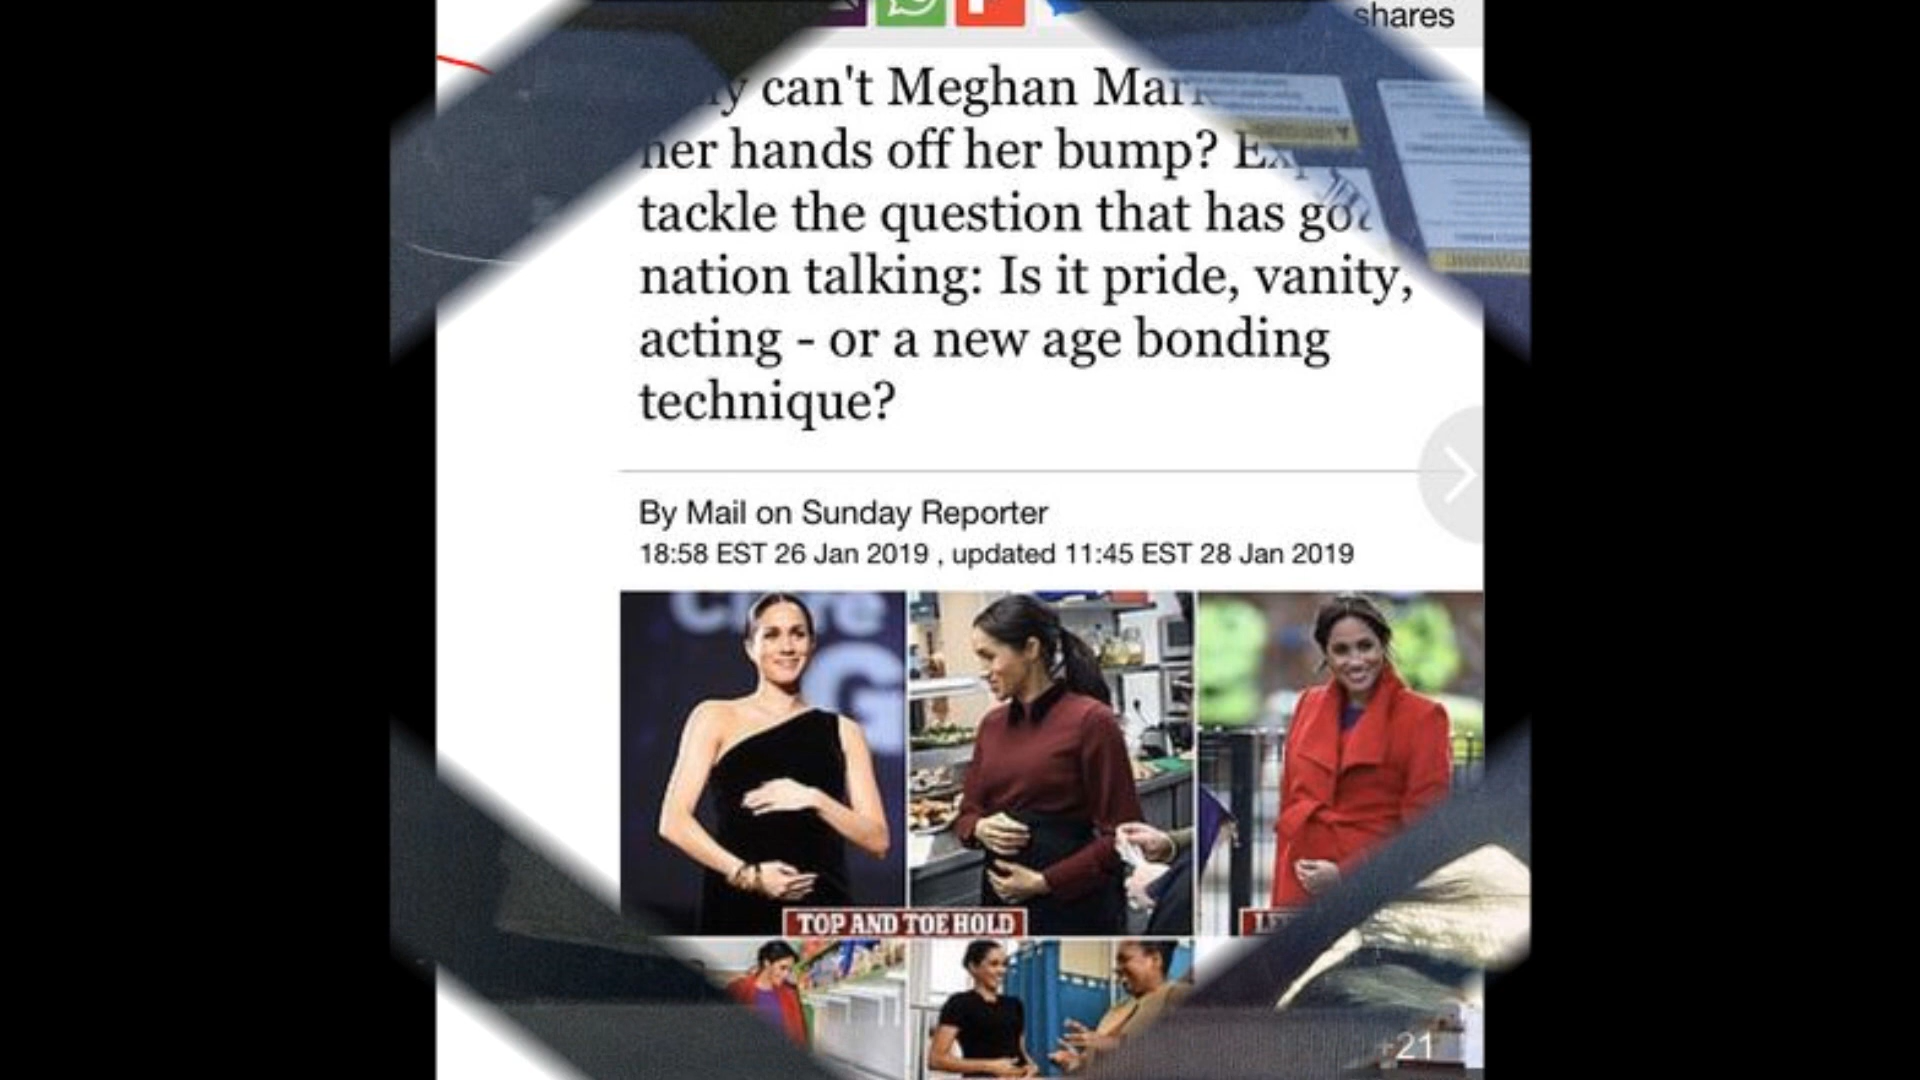 shares
can't Meghan
her hands off her bump?
tackle the question that has got
nation talking: Is it pride, vanity,
acting - or a new age bonding
technique?
By Mail on Sunday Reporter
18:58 EST 26 Jan 2019 , updated 11:45 EST 28 Jan 2019
G
TOP AND TOE HOLD
+21